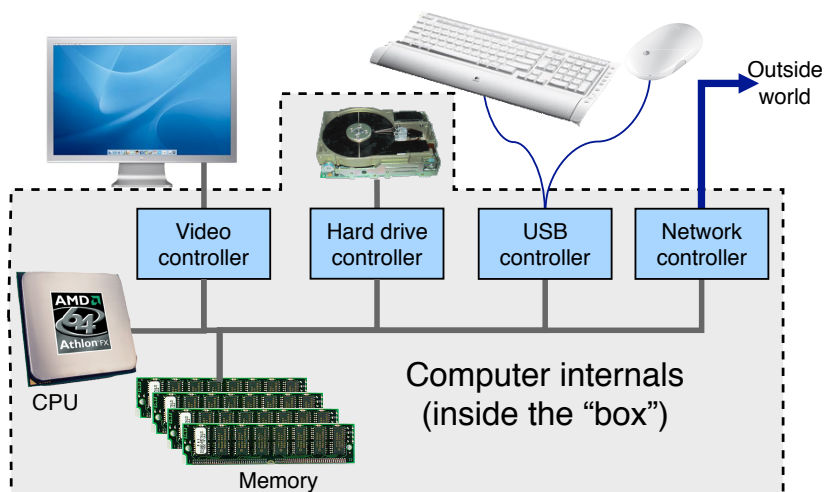 Outside
world
Video
controller
Hard drive
controller
USB
controller
Network
controller
AMD
64
Athlon FX
CPU
Computer internals
(inside the “box”)
Memory